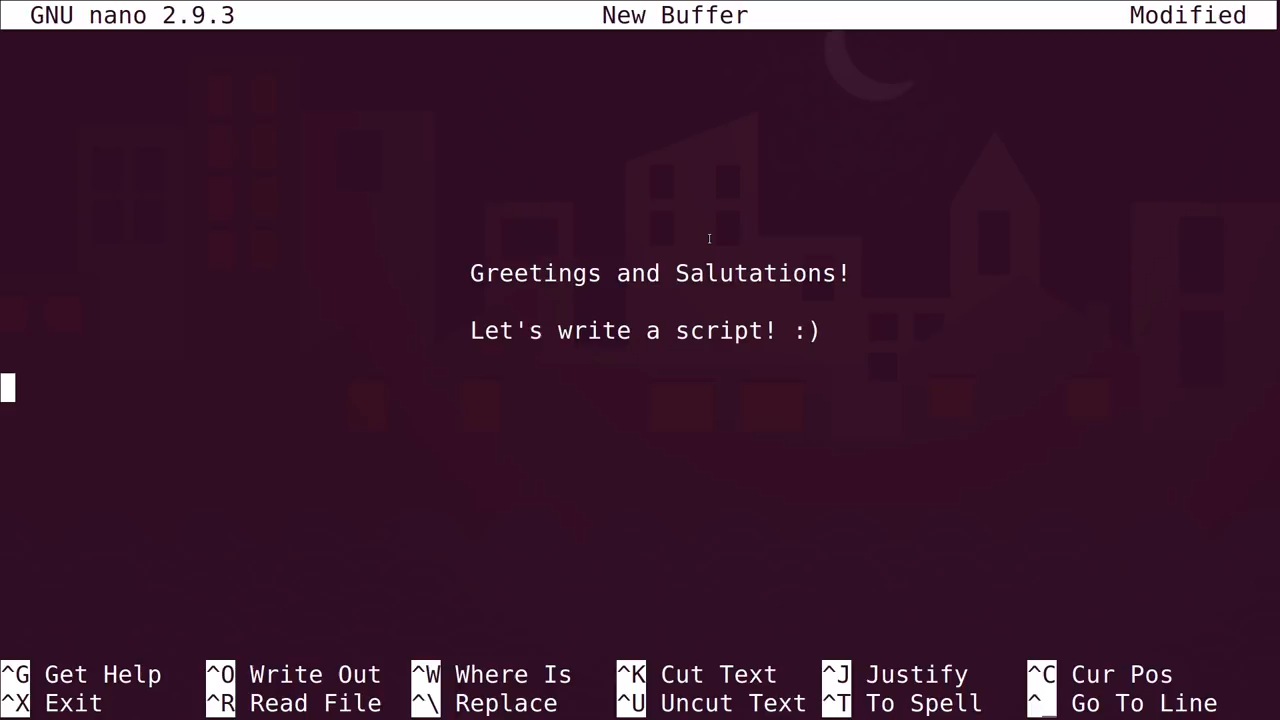 GNU nano 2.9.3 New Buffer Modified
Greetings and Salutations!
Let's write a script! :)
^G Get Help ^O Write Out ^W Where Is ^K Cut Text ^J Justify ^C Cur Pos
^X Exit ^R Read File ^\ Replace ^U Uncut Text ^T To Spell ^_ Go To Line